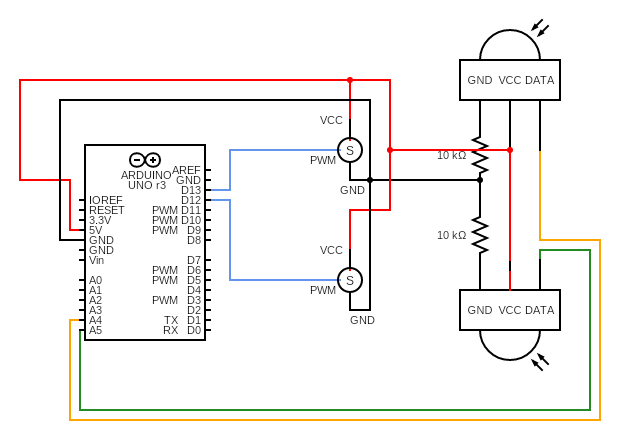 GND VCC DATA
VCC
S
PWM
GND
10 kΩ
10 kΩ
VCC
S
PWM
GND
GND VCC DATA
ARDUINO
UNO r3
AREF
GND
D13
IOREF D12
RESET PWM D11
3.3V PWM D10
5V PWM D9
GND D8
GND
Vin D7
PWM D6
A0 PWM D5
A1 D4
A2 PWM D3
A3 D2
A4 TX D1
A5 RX D0